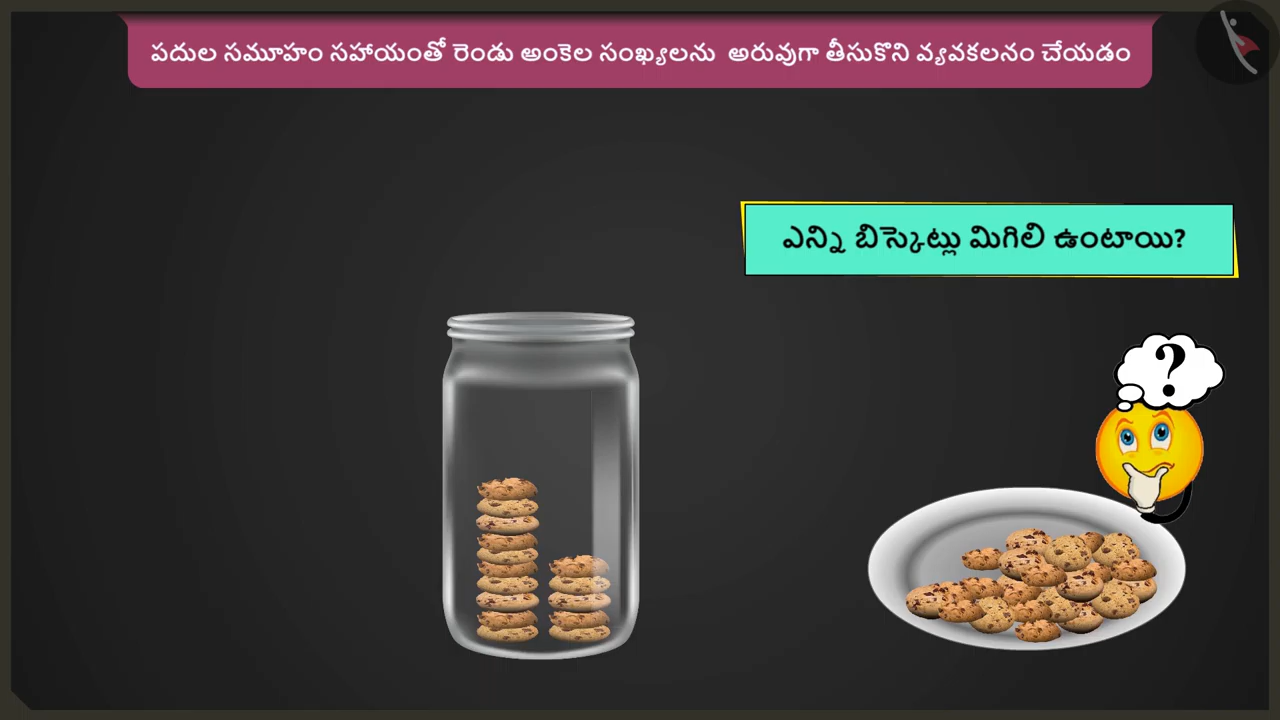 పదుల సమూహం సహాయంతో రెండు అంకెల సంఖ్యలను అరువుగా తీసుకొని వ్యవకలనం చేయడం
ఎన్ని బిస్కెట్లు మిగిలి ఉంటాయి?
?